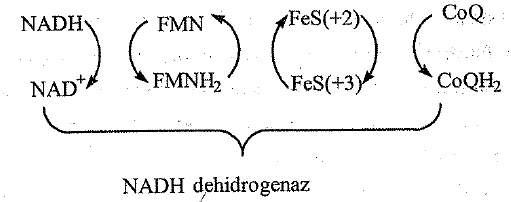 NADH FMN FeS(+2) CoQ
NAD⁺ FMNH₂ FeS(+3) CoQH₂
NADH dehidrogenaz